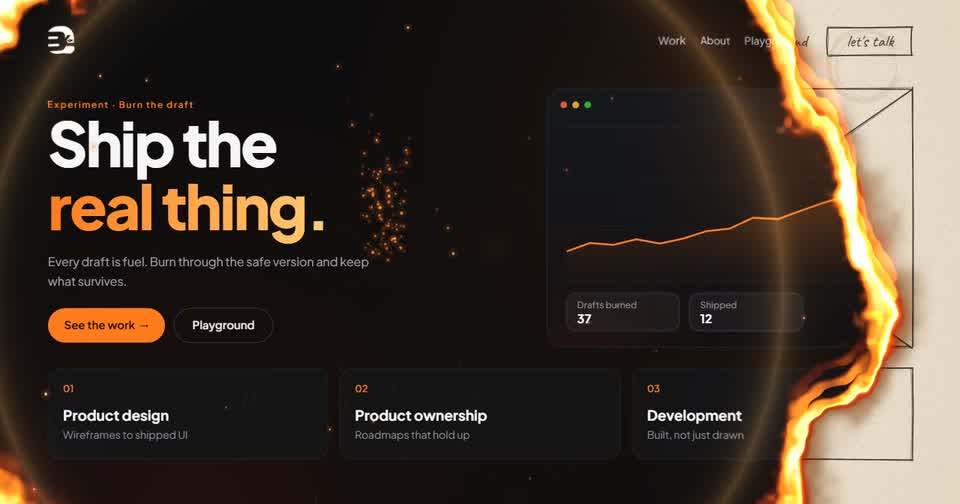 Work About Playground let's talk
Experiment · Burn the draft
Ship the
real thing.
Every draft is fuel. Burn through the safe version and keep
what survives.
See the work → Playground
Drafts burned Shipped
37 12
01 02 03
Product design Product ownership Development
Wireframes to shipped UI Roadmaps that hold up Built, not just drawn